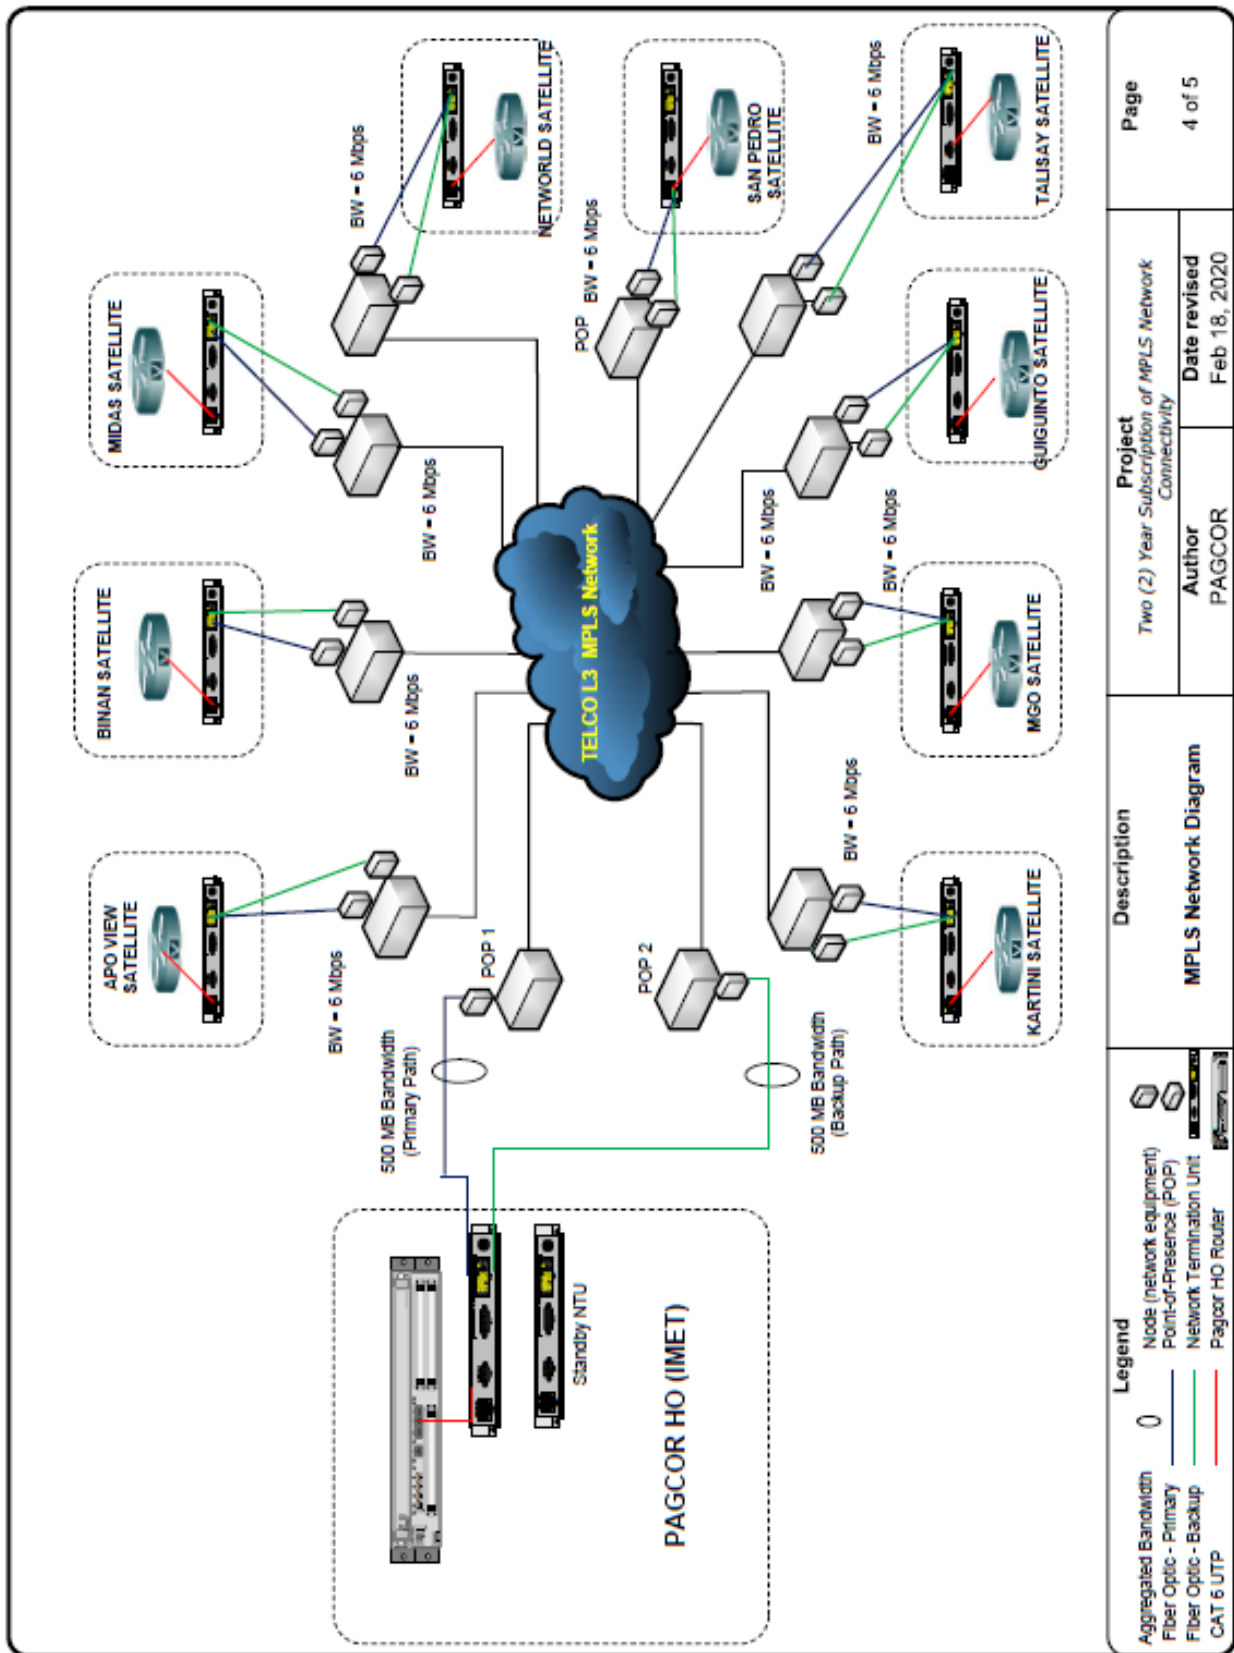 MIDAS SATELLITE
BINAN SATELLITE
APO VIEW
SATELLITE
BW = 6 Mbps
NETWORLD SATELLITE
BW = 6 Mbps
BW = 6 Mbps
BW = 6 Mbps
POP
BW = 6 Mbps
SAN PEDRO
SATELLITE
POP 1
500 MB Bandwidth
(Primary Path)
TELCO L3 MPLS Network
Standby NTU
PAGCOR HO (IMET)
POP 2
500 MB Bandwidth
(Backup Path)
BW = 6 Mbps
BW = 6 Mbps
BW = 6 Mbps
BW = 6 Mbps
KARTINI SATELLITE
MGO SATELLITE
GUIGUINTO SATELLITE
TALISAY SATELLITE
Legend
Aggregated Bandwidth
Fiber Optic - Primary
Fiber Optic - Backup
CAT 6 UTP
Node (network equipment)
Point-of-Presence (POP)
Network Termination Unit
Pagcor HO Router
Description
MPLS Network Diagram
Project
Two (2) Year Subscription of MPLS Network
Connectivity
Author
PAGCOR
Date revised
Feb 18, 2020
Page
4 of 5